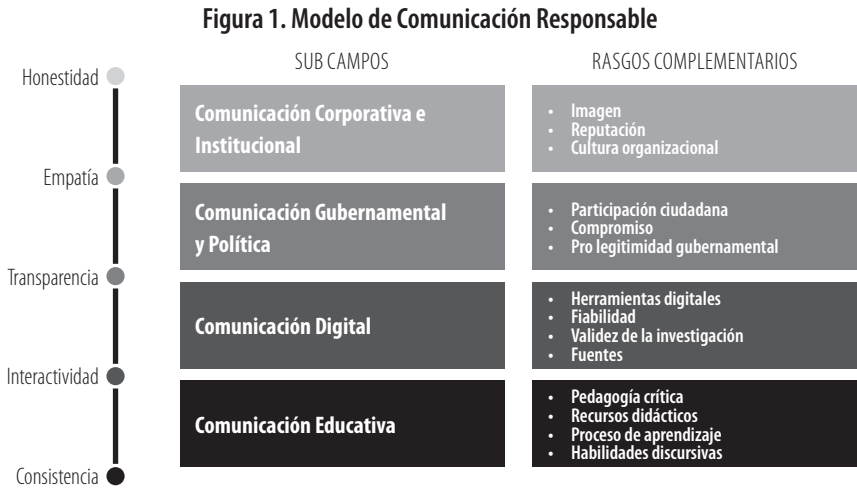 Figura 1. Modelo de Comunicación Responsable
SUB CAMPOS
RASGOS COMPLEMENTARIOS
Honestidad
Empatía
Transparencia
Interactividad
Consistencia
Comunicación Corporativa e
Institucional
• Imagen
• Reputación
• Cultura organizacional
Comunicación Gubernamental
y Política
• Participación ciudadana
• Compromiso
• Pro legitimidad gubernamental
Comunicación Digital
• Herramientas digitales
• Fiabilidad
• Validez de la investigación
• Fuentes
Comunicación Educativa
• Pedagogía crítica
• Recursos didácticos
• Proceso de aprendizaje
• Habilidades discursivas